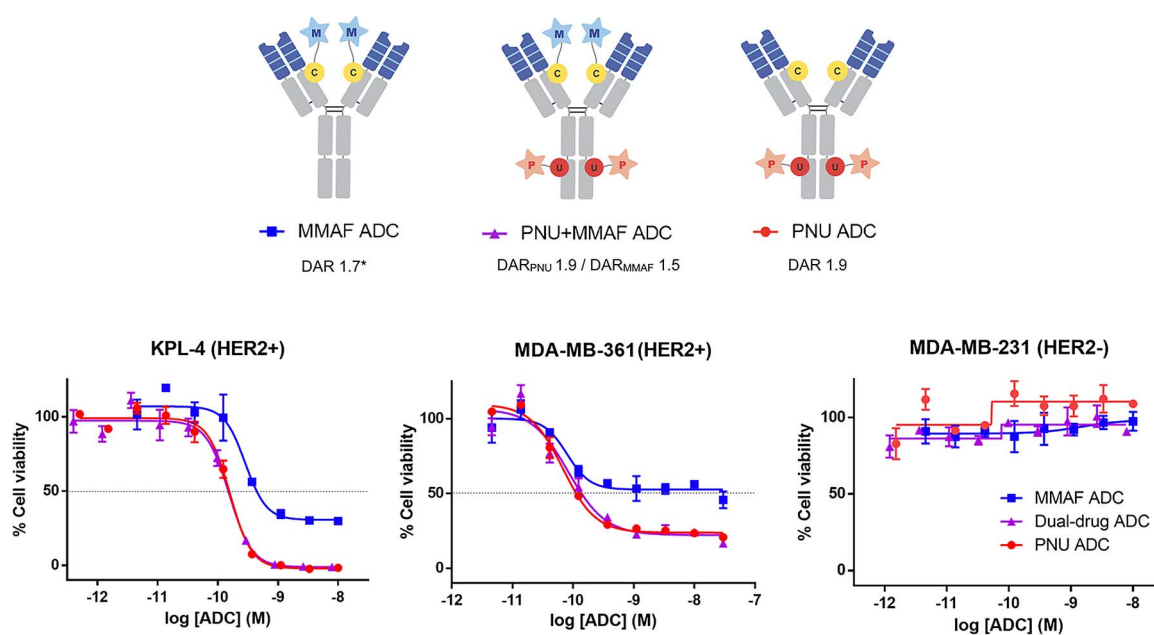 M M M M
C C C C C C
P U U P P U U P
MMAF ADC PNU+MMAF ADC PNU ADC
DAR 1.7* DARPNU 1.9 / DARMMAF 1.5 DAR 1.9
KPL-4 (HER2+)
% Cell viability
100
50
0
-12 -11 -10 -9 -8
log [ADC] (M)
MDA-MB-361(HER2+)
% Cell viability
100
50
0
-12 -11 -10 -9 -8 -7
log [ADC] (M)
MDA-MB-231 (HER2-)
% Cell viability
100
50
0
MMAF ADC
Dual-drug ADC
PNU ADC
-12 -11 -10 -9 -8
log [ADC] (M)